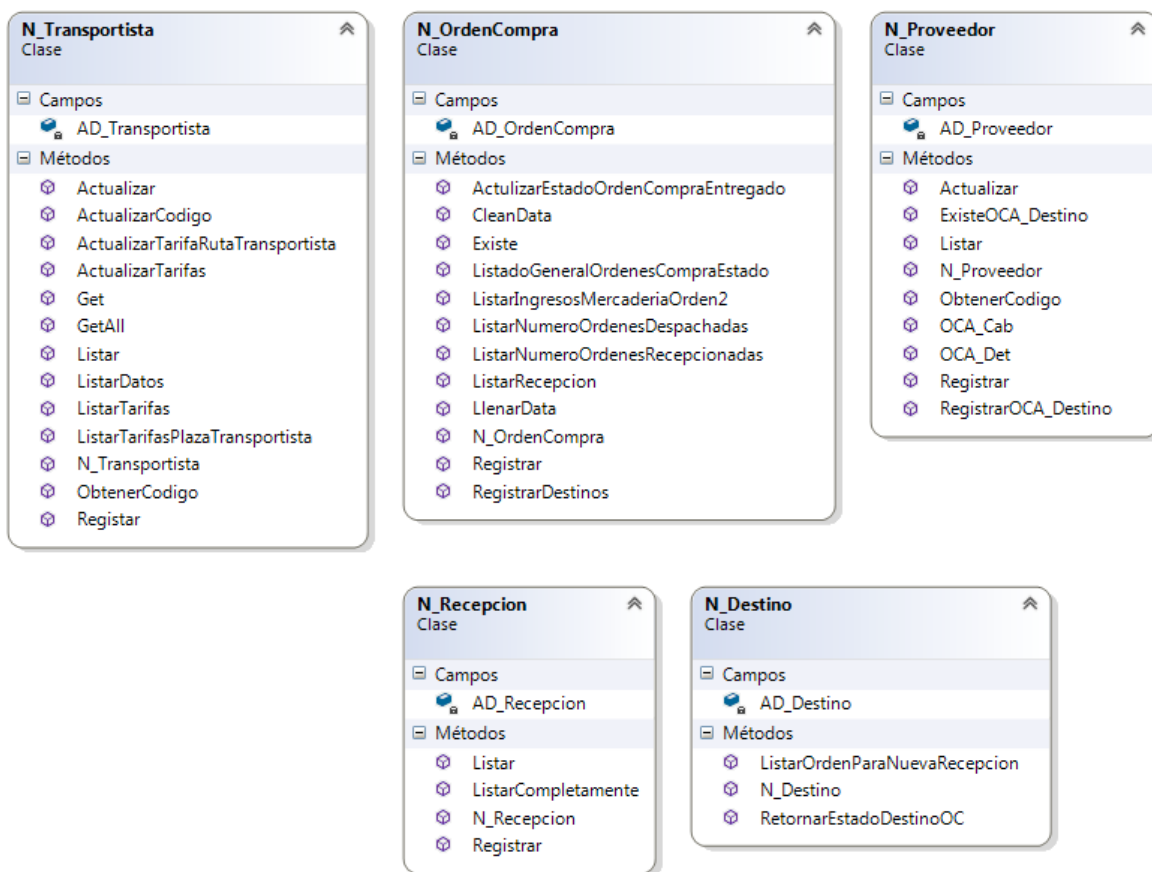 N_Transportista
Clase
Campos
AD_Transportista
Métodos
Actualizar
ActualizarCodigo
ActualizarTarifaRutaTransportista
ActualizarTarifas
Get
GetAll
Listar
ListarDatos
ListarTarifas
ListarTarifasPlazaTransportista
N_Transportista
ObtenerCodigo
Registar
N_OrdenCompra
Clase
Campos
AD_OrdenCompra
Métodos
ActulizarEstadoOrdenCompraEntregado
CleanData
Existe
ListadoGeneralOrdenesCompraEstado
ListarIngresosMercaderiaOrden2
ListarNumeroOrdenesDespachadas
ListarNumeroOrdenesRecepcionadas
ListarRecepcion
LlenarData
N_OrdenCompra
Registrar
RegistrarDestinos
N_Proveedor
Clase
Campos
AD_Proveedor
Métodos
Actualizar
ExisteOCA_Destino
Listar
N_Proveedor
ObtenerCodigo
OCA_Cab
OCA_Det
Registrar
RegistrarOCA_Destino
N_Recepcion
Clase
Campos
AD_Recepcion
Métodos
Listar
ListarCompletamente
N_Recepcion
Registrar
N_Destino
Clase
Campos
AD_Destino
Métodos
ListarOrdenParaNuevaRecepcion
N_Destino
RetornarEstadoDestinoOC